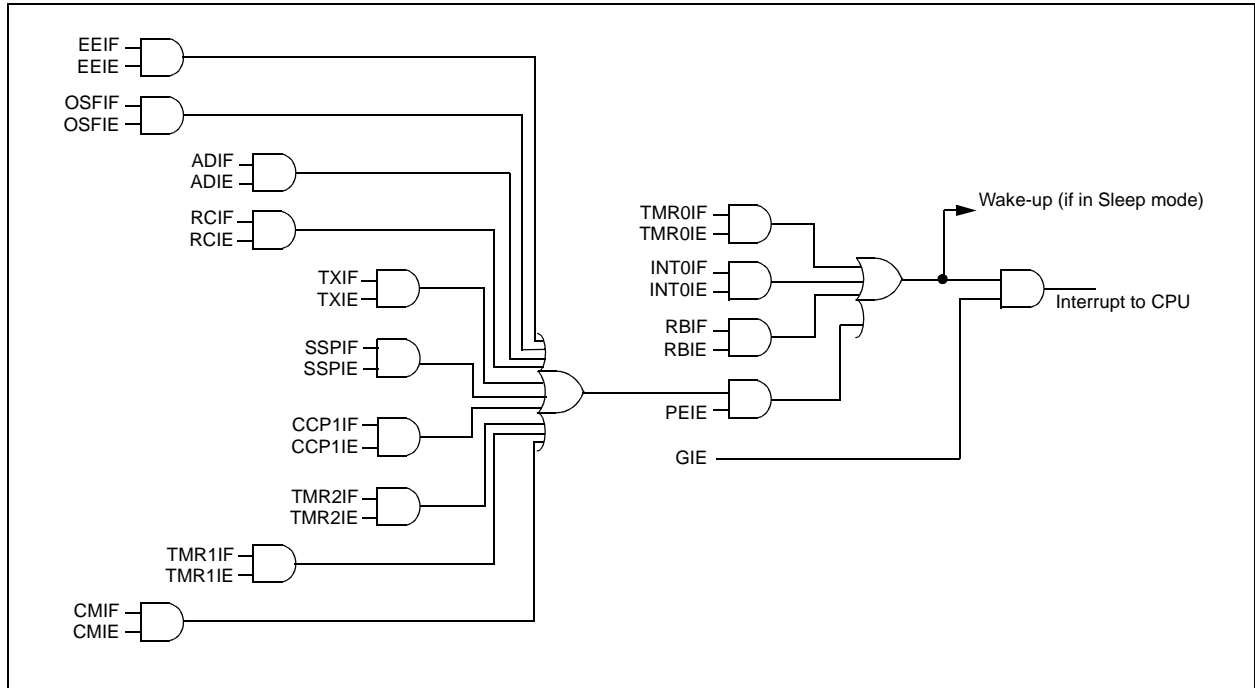 EEIF
EEIE
OSFIF
OSFIE
ADIF
ADIE
RCIF
RCIE
TXIF
TXIE
SSPIF
SSPIE
CCP1IF
CCP1IE
TMR2IF
TMR2IE
TMR1IF
TMR1IE
CMIF
CMIE
TMR0IF
TMR0IE
INT0IF
INT0IE
RBIF
RBIE
PEIE
GIE
Wake-up (if in Sleep mode)
Interrupt to CPU